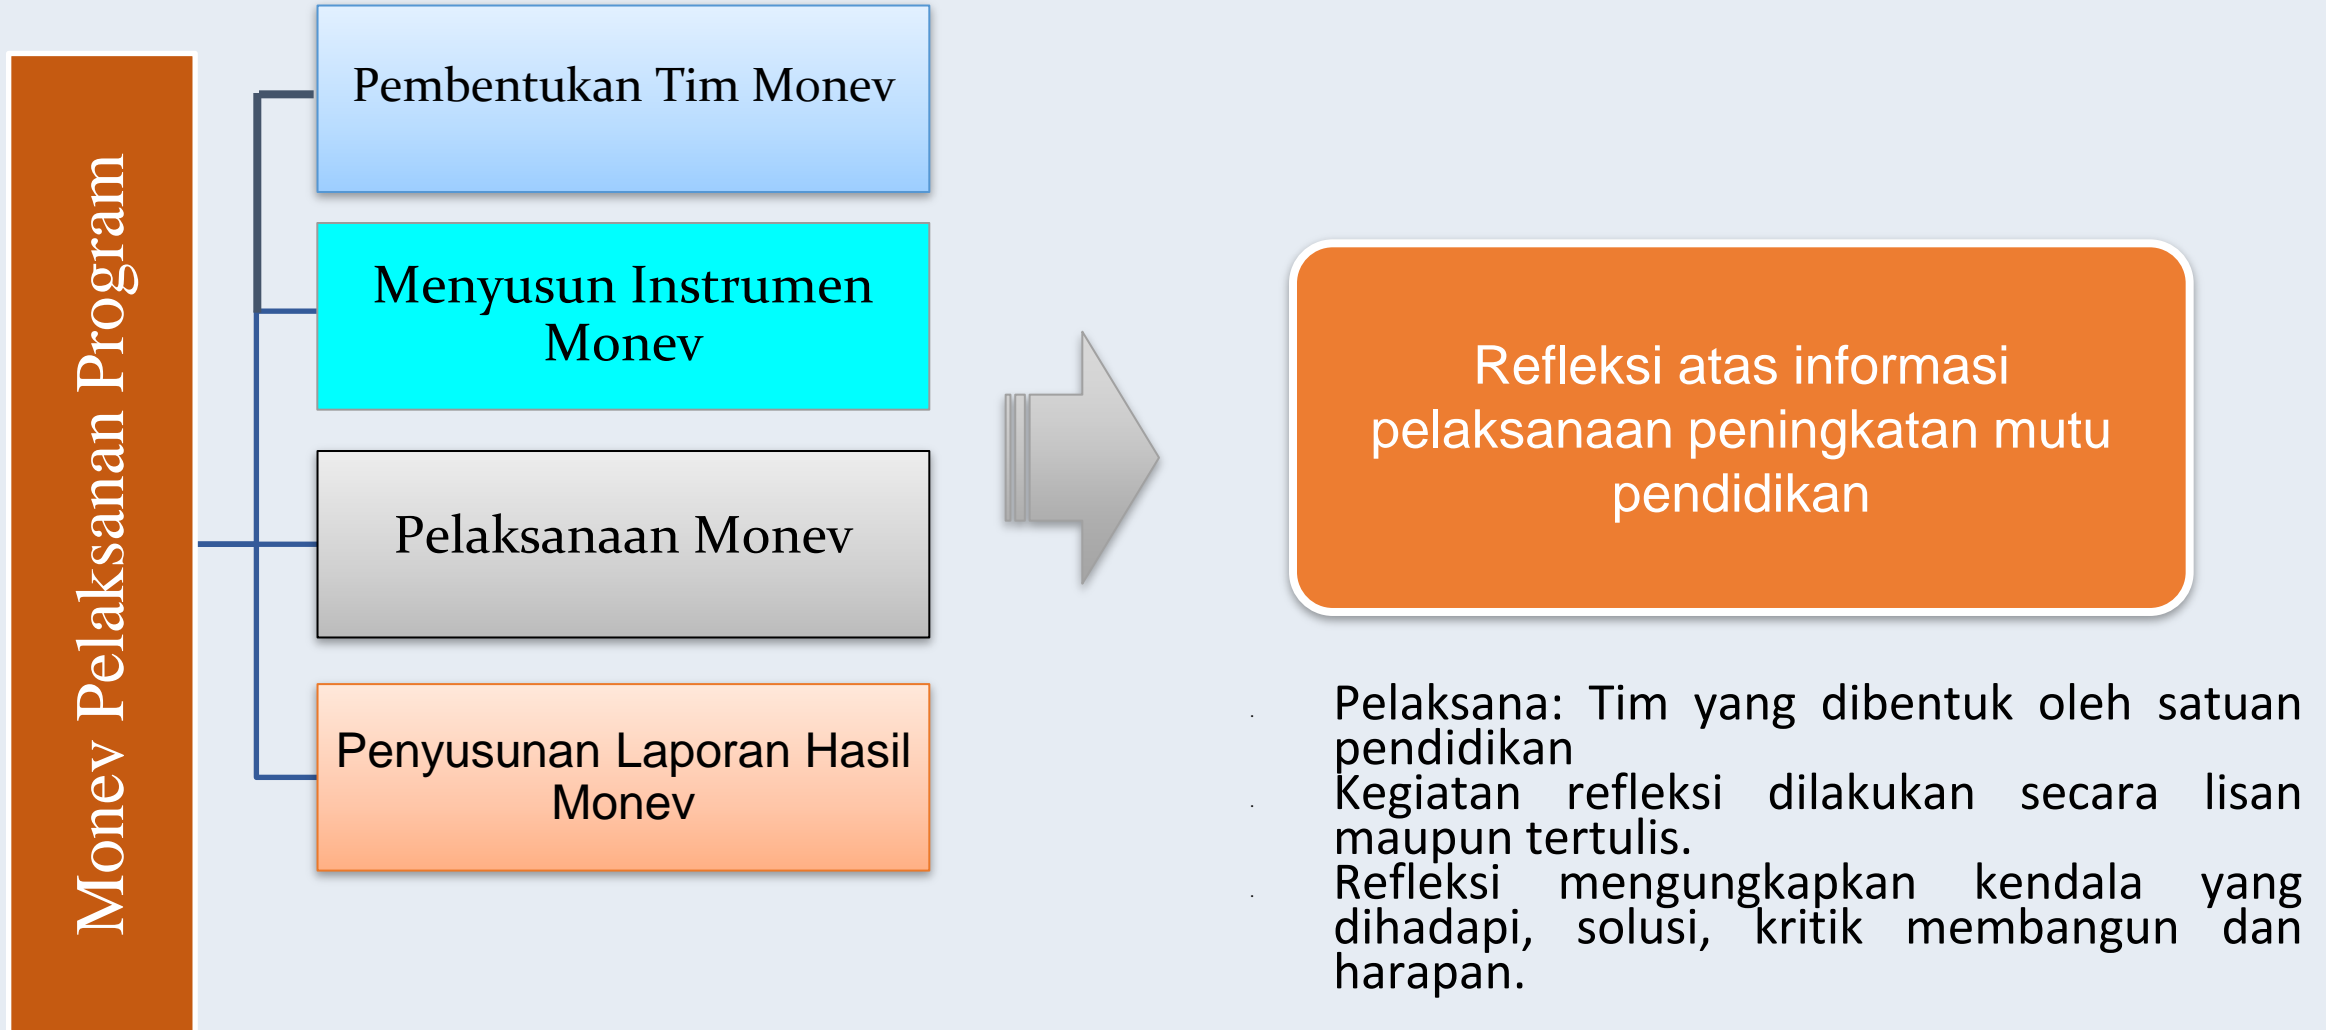 Monev Pelaksanan Program
Pembentukan Tim Monev
Menyusun Instrumen
Monev
Pelaksanaan Monev
Penyusunan Laporan Hasil
Monev
Refleksi atas informasi
pelaksanaan peningkatan mutu
pendidikan
Pelaksana: Tim yang dibentuk oleh satuan
pendidikan
Kegiatan refleksi dilakukan secara lisan
maupun tertulis.
Refleksi mengungkapkan kendala yang
dihadapi, solusi, kritik membangun dan
harapan.